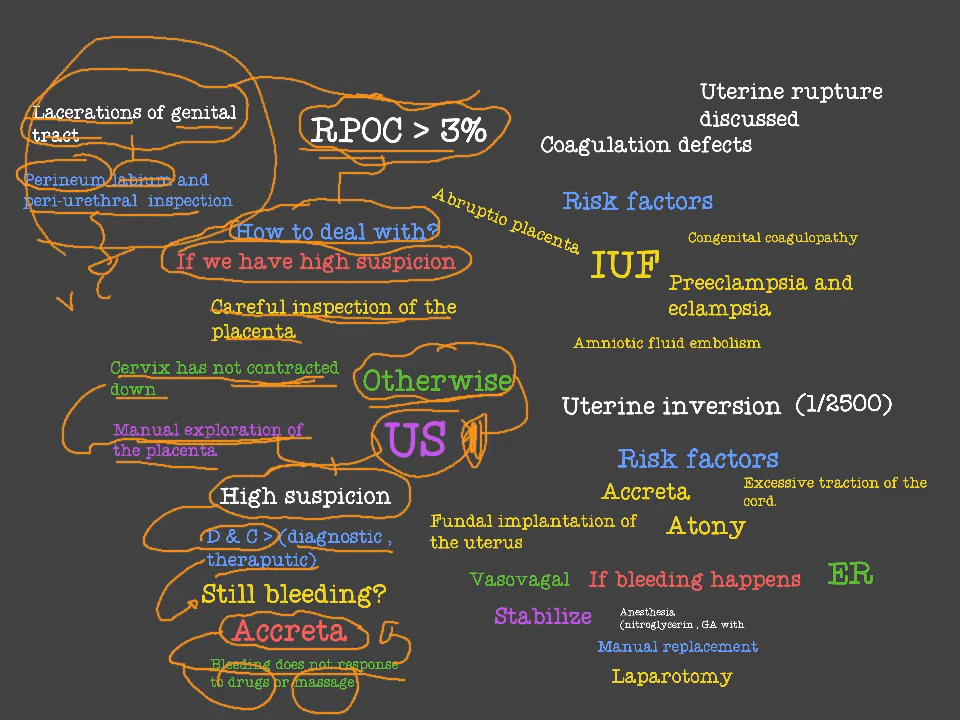 Lacerations of genital
tract
Perineum labium and
peri-urethral inspection
RPOC > 3%
How to deal with?
If we have high suspicion
Careful inspection of the
placenta
Cervix has not contracted
down
Otherwise
Manual exploration of
the placenta
US
High suspicion
D & C > (diagnostic ,
theraputic)
Still bleeding?
Accreta
Bleeding does not response
to drugs or massage
Uterine rupture
discussed
Coagulation defects
Risk factors
Abruptio placenta
Congenital coagulopathy
IUF
Preeclampsia and
eclampsia
Amniotic fluid embolism
Uterine inversion (1/2500)
Risk factors
Accreta
Excessive traction of the
cord.
Fundal implantation of
the uterus
Atony
Vasovagal
If bleeding happens
ER
Stabilize
Anesthesia
(nitroglycerin , GA with
Manual replacement
Laparotomy